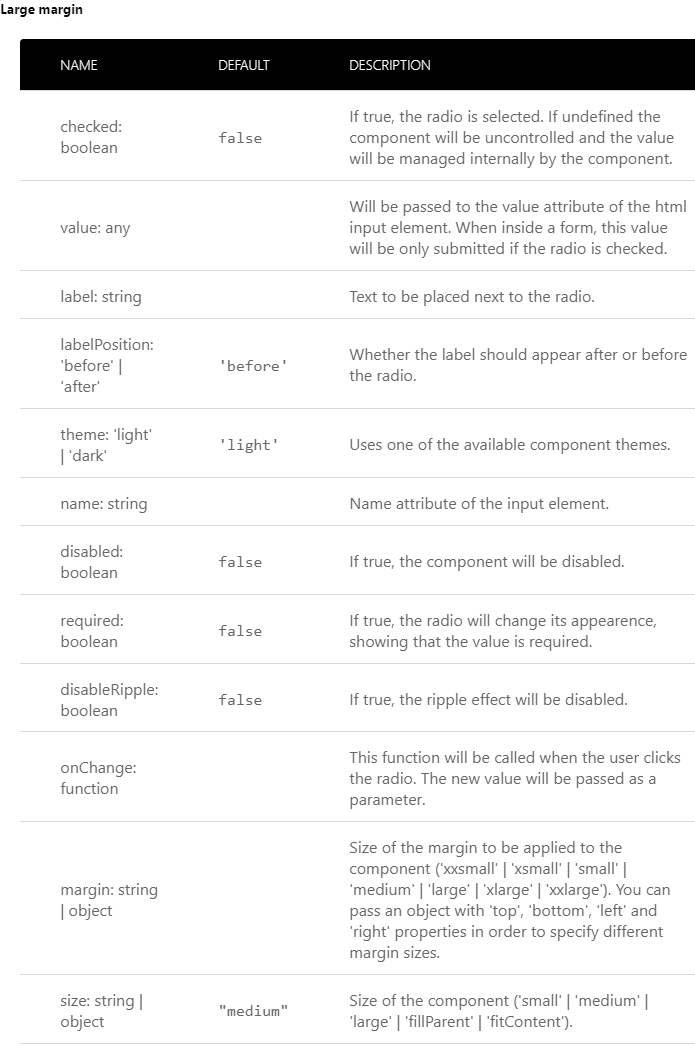 Large margin
NAME DEFAULT DESCRIPTION
checked:
boolean
false
If true, the radio is selected. If undefined the
component will be uncontrolled and the value
will be managed internally by the component.
value: any
Will be passed to the value attribute of the html
input element. When inside a form, this value
will be only submitted if the radio is checked.
label: string
Text to be placed next to the radio.
labelPosition:
'before' |
'after'
'before'
Whether the label should appear after or before
the radio.
theme: 'light'
| 'dark'
'light'
Uses one of the available component themes.
name: string
Name attribute of the input element.
disabled:
boolean
false
If true, the component will be disabled.
required:
boolean
false
If true, the radio will change its appearence,
showing that the value is required.
disableRipple:
boolean
false
If true, the ripple effect will be disabled.
onChange:
function
This function will be called when the user clicks
the radio. The new value will be passed as a
parameter.
margin: string
| object
Size of the margin to be applied to the
component ('xxsmall' | 'xsmall' | 'small' |
'medium' | 'large' | 'xlarge' | 'xxlarge'). You can
pass an object with 'top', 'bottom', 'left' and
'right' properties in order to specify different
margin sizes.
size: string |
object
"medium"
Size of the component ('small' | 'medium' |
'large' | 'fillParent' | 'fitContent').